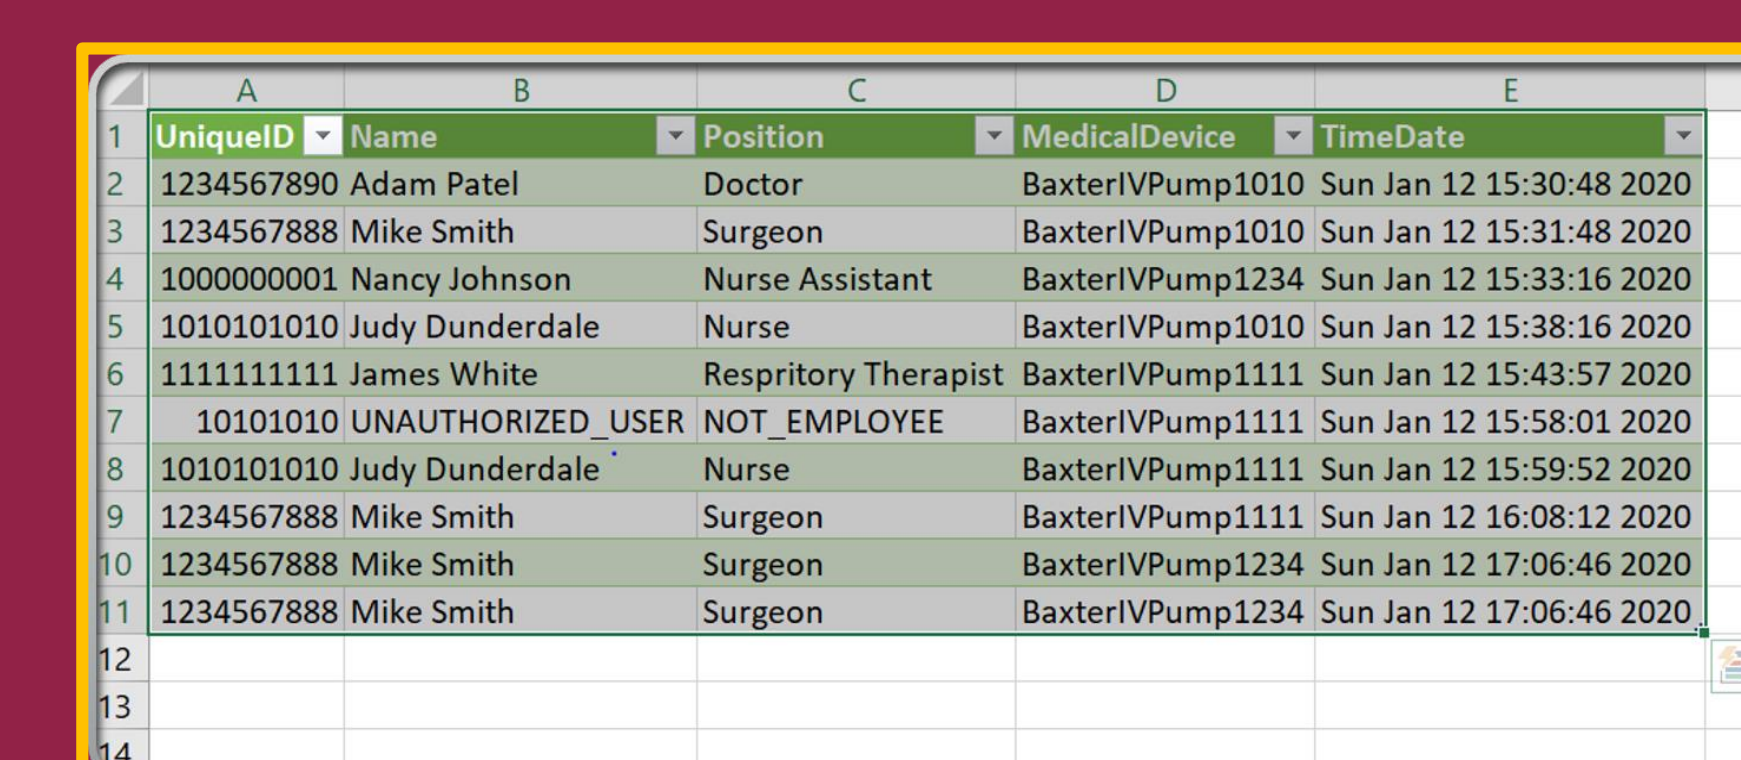 A B C D E
1 UniqueID Name Position MedicalDevice TimeDate
2 1234567890 Adam Patel Doctor BaxterIVPump1010 Sun Jan 12 15:30:48 2020
3 1234567888 Mike Smith Surgeon BaxterIVPump1010 Sun Jan 12 15:31:48 2020
4 1000000001 Nancy Johnson Nurse Assistant BaxterIVPump1234 Sun Jan 12 15:33:16 2020
5 1010101010 Judy Dunderdale Nurse BaxterIVPump1010 Sun Jan 12 15:38:16 2020
6 1111111111 James White Respritory Therapist BaxterIVPump1111 Sun Jan 12 15:43:57 2020
7 10101010 UNAUTHORIZED_USER NOT_EMPLOYEE BaxterIVPump1111 Sun Jan 12 15:58:01 2020
8 1010101010 Judy Dunderdale Nurse BaxterIVPump1111 Sun Jan 12 15:59:52 2020
9 1234567888 Mike Smith Surgeon BaxterIVPump1111 Sun Jan 12 16:08:12 2020
10 1234567888 Mike Smith Surgeon BaxterIVPump1234 Sun Jan 12 17:06:46 2020
11 1234567888 Mike Smith Surgeon BaxterIVPump1234 Sun Jan 12 17:06:46 2020
12
13
14